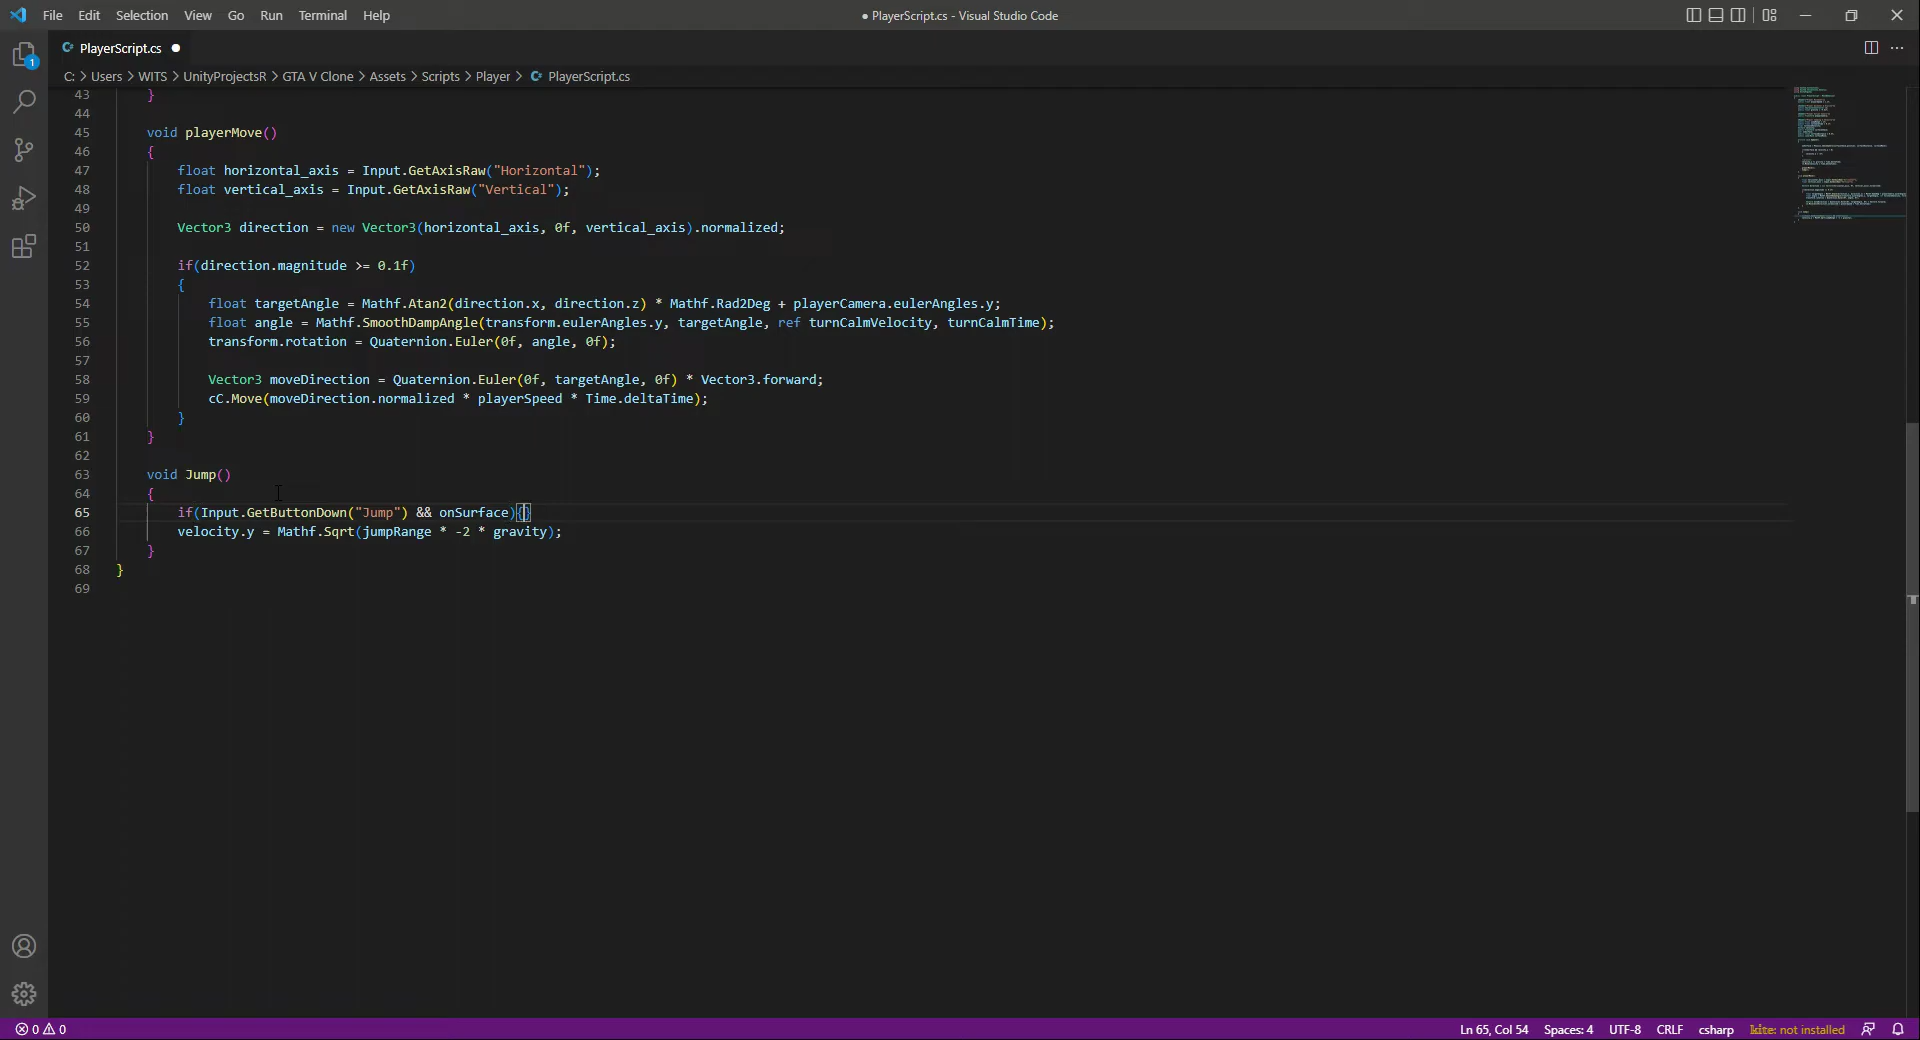 File Edit Selection View Go Run Terminal Help
● PlayerScript.cs - Visual Studio Code
PlayerScript.cs ●
C: > Users > WITS > UnityProjectsR > GTA V Clone > Assets > Scripts > Player > PlayerScript.cs
1
43 }
44
45 void playerMove()
46 {
47 float horizontal_axis = Input.GetAxisRaw("Horizontal");
48 float vertical_axis = Input.GetAxisRaw("Vertical");
49
50 Vector3 direction = new Vector3(horizontal_axis, 0f, vertical_axis).normalized;
51
52 if(direction.magnitude >= 0.1f)
53 {
54 float targetAngle = Mathf.Atan2(direction.x, direction.z) * Mathf.Rad2Deg + playerCamera.eulerAngles.y;
55 float angle = Mathf.SmoothDampAngle(transform.eulerAngles.y, targetAngle, ref turnCalmVelocity, turnCalmTime);
56 transform.rotation = Quaternion.Euler(0f, angle, 0f);
57
58 Vector3 moveDirection = Quaternion.Euler(0f, targetAngle, 0f) * Vector3.forward;
59 cC.Move(moveDirection.normalized * playerSpeed * Time.deltaTime);
60 }
61 }
62
63 void Jump()
64 {
65 if(Input.GetButtonDown("Jump") && onSurface){}
66 velocity.y = Mathf.Sqrt(jumpRange * -2 * gravity);
67 }
68 }
69
0 0
Ln 65, Col 54 Spaces: 4 UTF-8 CRLF csharp kite: not installed